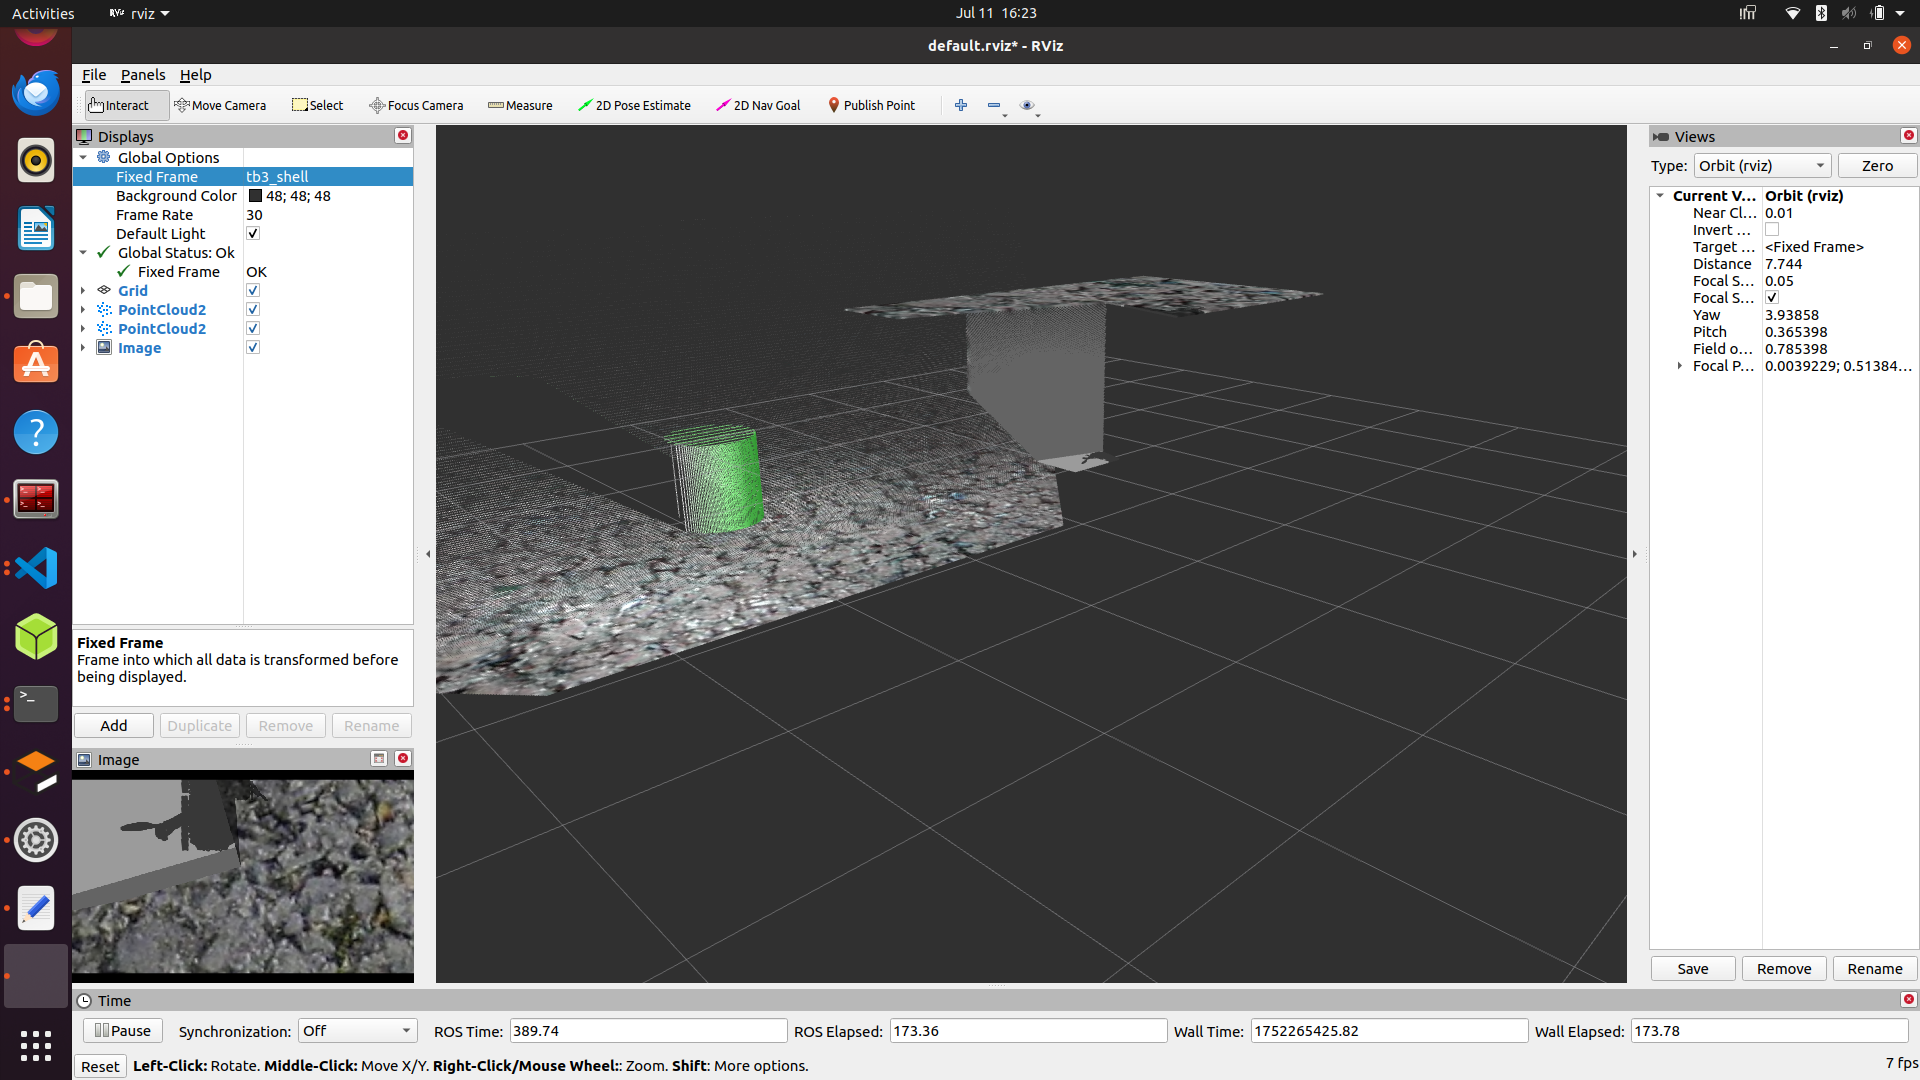 Activities rviz Jul 11 16:23
default.rviz* - RViz
File Panels Help
Interact Move Camera Select Focus Camera Measure 2D Pose Estimate 2D Nav Goal Publish Point
Displays
Global Options
Fixed Frame tb3_shell
Background Color 48; 48; 48
Frame Rate 30
Default Light
Global Status: Ok
Fixed Frame OK
Grid
PointCloud2
PointCloud2
Image
Fixed Frame
Frame into which all data is transformed before
being displayed.
Add Duplicate Remove Rename
Image
Views
Type: Orbit (rviz) Zero
Current V... Orbit (rviz)
Near Cl... 0.01
Invert ...
Target ... <Fixed Frame>
Distance 7.744
Focal S... 0.05
Focal S...
Yaw 3.93858
Pitch 0.365398
Field o... 0.785398
Focal P... 0.0039229; 0.51384...
Save Remove Rename
Time
Pause Synchronization: Off ROS Time: 389.74 ROS Elapsed: 173.36 Wall Time: 1752265425.82 Wall Elapsed: 173.78
Reset Left-Click: Rotate. Middle-Click: Move X/Y. Right-Click/Mouse Wheel:: Zoom. Shift: More options. 7 fps